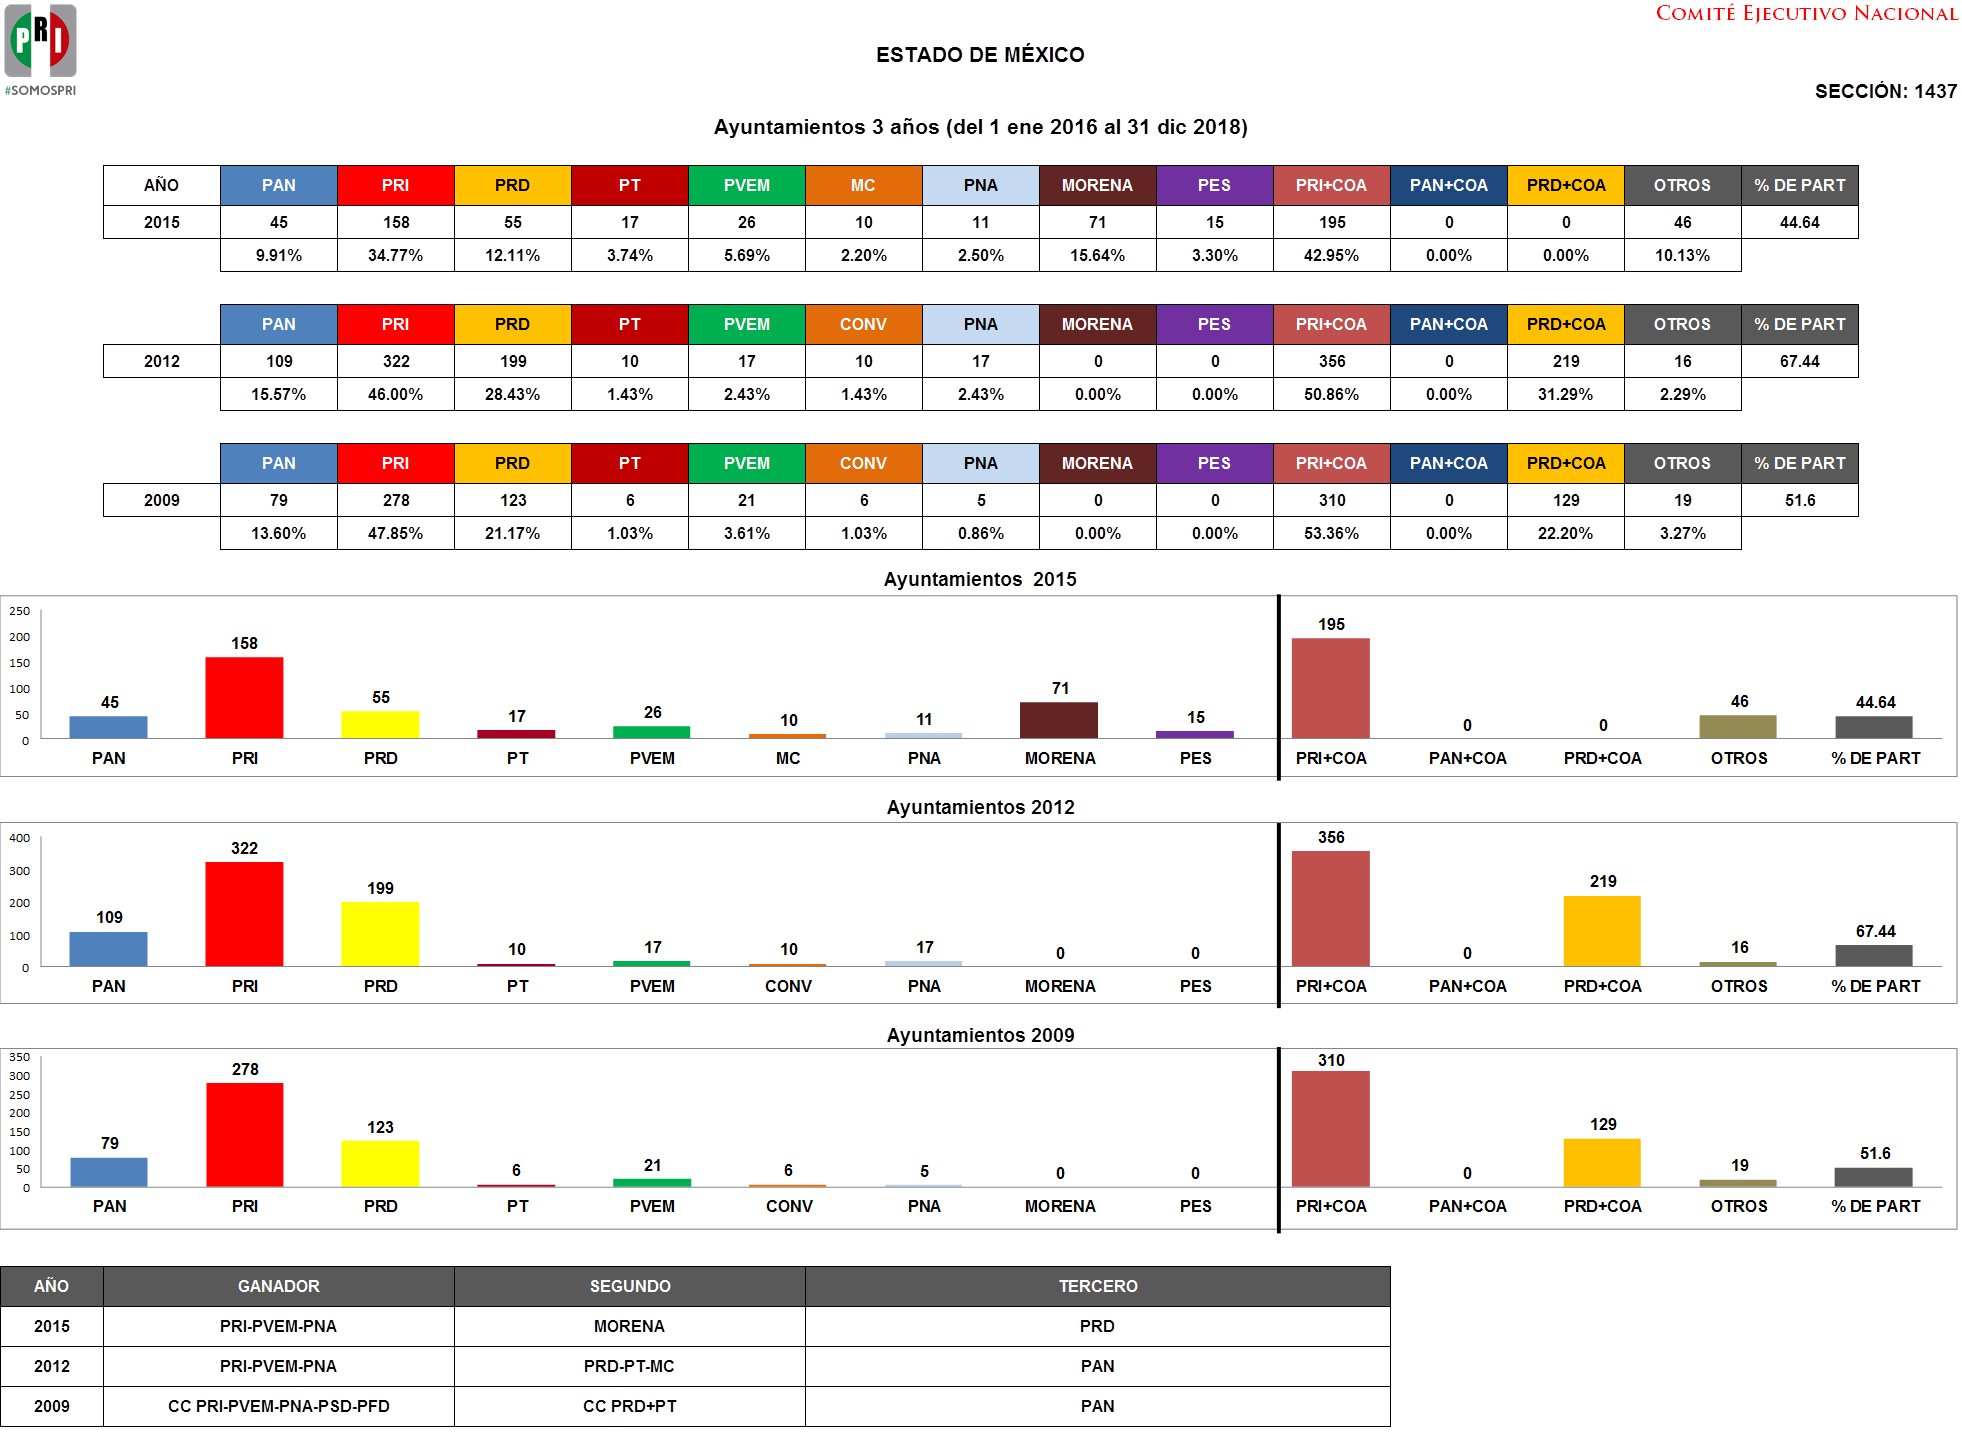 PRI
#SOMOSPRI
COMITÉ EJECUTIVO NACIONAL
ESTADO DE MÉXICO
SECCIÓN: 1437
Ayuntamientos 3 años (del 1 ene 2016 al 31 dic 2018)
AÑO PAN PRI PRD PT PVEM MC PNA MORENA PES PRI+COA PAN+COA PRD+COA OTROS % DE PART
2015 45 158 55 17 26 10 11 71 15 195 0 0 46 44.64
9.91% 34.77% 12.11% 3.74% 5.69% 2.20% 2.50% 15.64% 3.30% 42.95% 0.00% 0.00% 10.13%
PAN PRI PRD PT PVEM CONV PNA MORENA PES PRI+COA PAN+COA PRD+COA OTROS % DE PART
2012 109 322 199 10 17 10 17 0 0 356 0 219 16 67.44
15.57% 46.00% 28.43% 1.43% 2.43% 1.43% 2.43% 0.00% 0.00% 50.86% 0.00% 31.29% 2.29%
PAN PRI PRD PT PVEM CONV PNA MORENA PES PRI+COA PAN+COA PRD+COA OTROS % DE PART
2009 79 278 123 6 21 6 5 0 0 310 0 129 19 51.6
13.60% 47.85% 21.17% 1.03% 3.61% 1.03% 0.86% 0.00% 0.00% 53.36% 0.00% 22.20% 3.27%
Ayuntamientos 2015
250
200
150
100
50
0
45 158 55 17 26 10 11 71 15 195 0 0 46 44.64
PAN PRI PRD PT PVEM MC PNA MORENA PES PRI+COA PAN+COA PRD+COA OTROS % DE PART
Ayuntamientos 2012
400
300
200
100
0
109 322 199 10 17 10 17 0 0 356 0 219 16 67.44
PAN PRI PRD PT PVEM CONV PNA MORENA PES PRI+COA PAN+COA PRD+COA OTROS % DE PART
Ayuntamientos 2009
350
300
250
200
150
100
50
0
79 278 123 6 21 6 5 0 0 310 0 129 19 51.6
PAN PRI PRD PT PVEM CONV PNA MORENA PES PRI+COA PAN+COA PRD+COA OTROS % DE PART
AÑO GANADOR SEGUNDO TERCERO
2015 PRI-PVEM-PNA MORENA PRD
2012 PRI-PVEM-PNA PRD-PT-MC PAN
2009 CC PRI-PVEM-PNA-PSD-PFD CC PRD+PT PAN